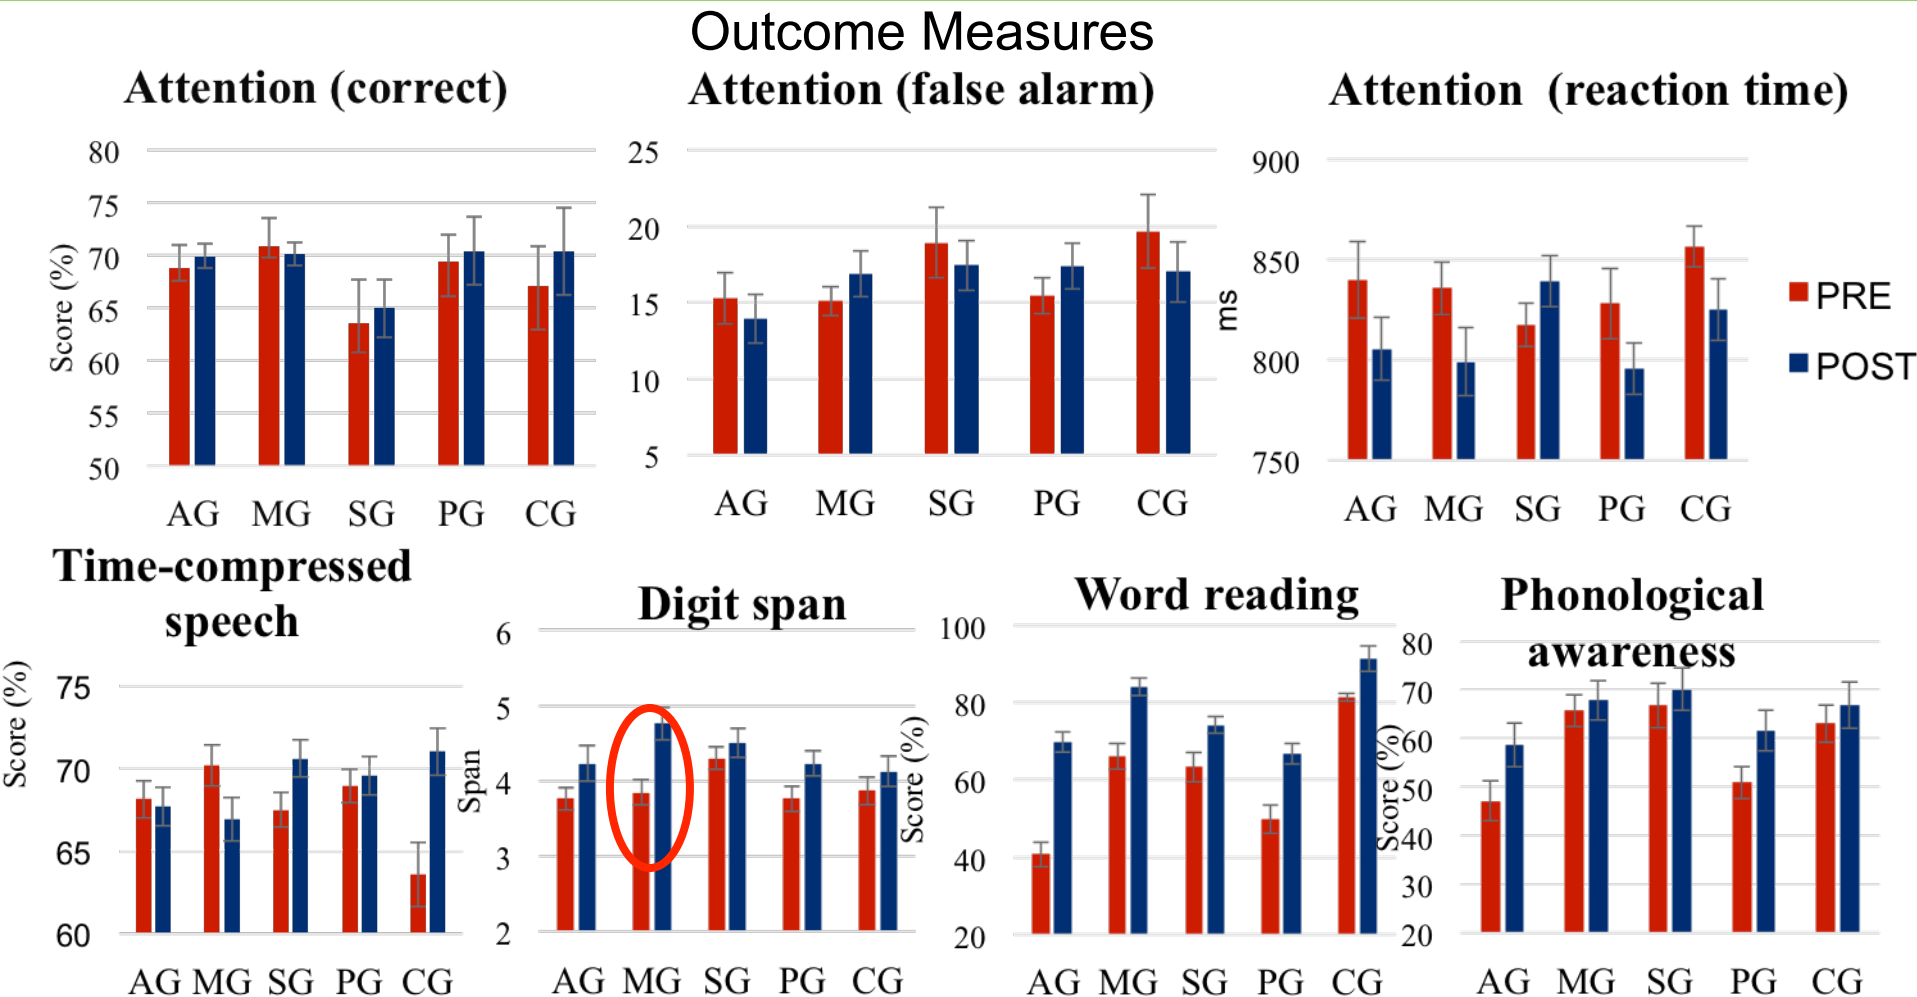 Outcome Measures
Attention (correct)
80
75
70
65
60
55
50
Score (%)
AG MG SG PG CG
Attention (false alarm)
25
20
15
10
5
AG MG SG PG CG
Attention (reaction time)
900
850
800
750
ms
AG MG SG PG CG
PRE
POST
Time-compressed
speech
75
70
65
60
Score (%)
AG MG SG PG CG
Digit span
6
5
4
3
2
Span
AG MG SG PG CG
Word reading
100
80
60
40
20
Score (%)
AG MG SG PG CG
Phonological
awareness
80
70
60
50
40
30
20
Score (%)
AG MG SG PG CG